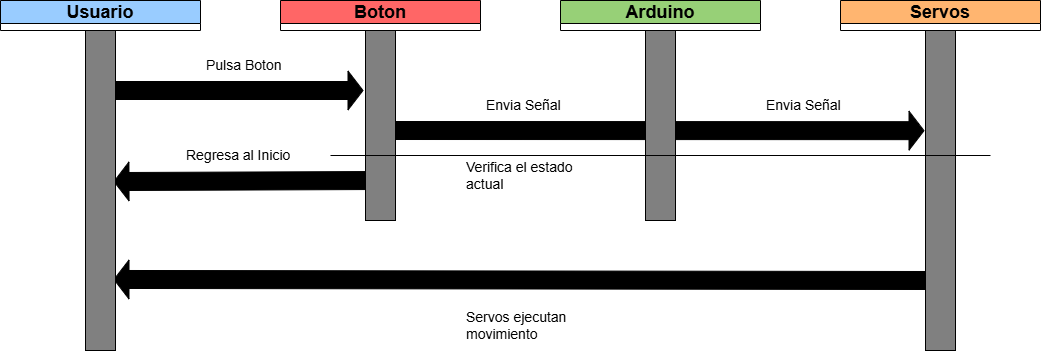 Usuario
Boton
Arduino
Servos
Pulsa Boton
Envia Señal
Envia Señal
Regresa al Inicio
Verifica el estado
actual
Servos ejecutan
movimiento